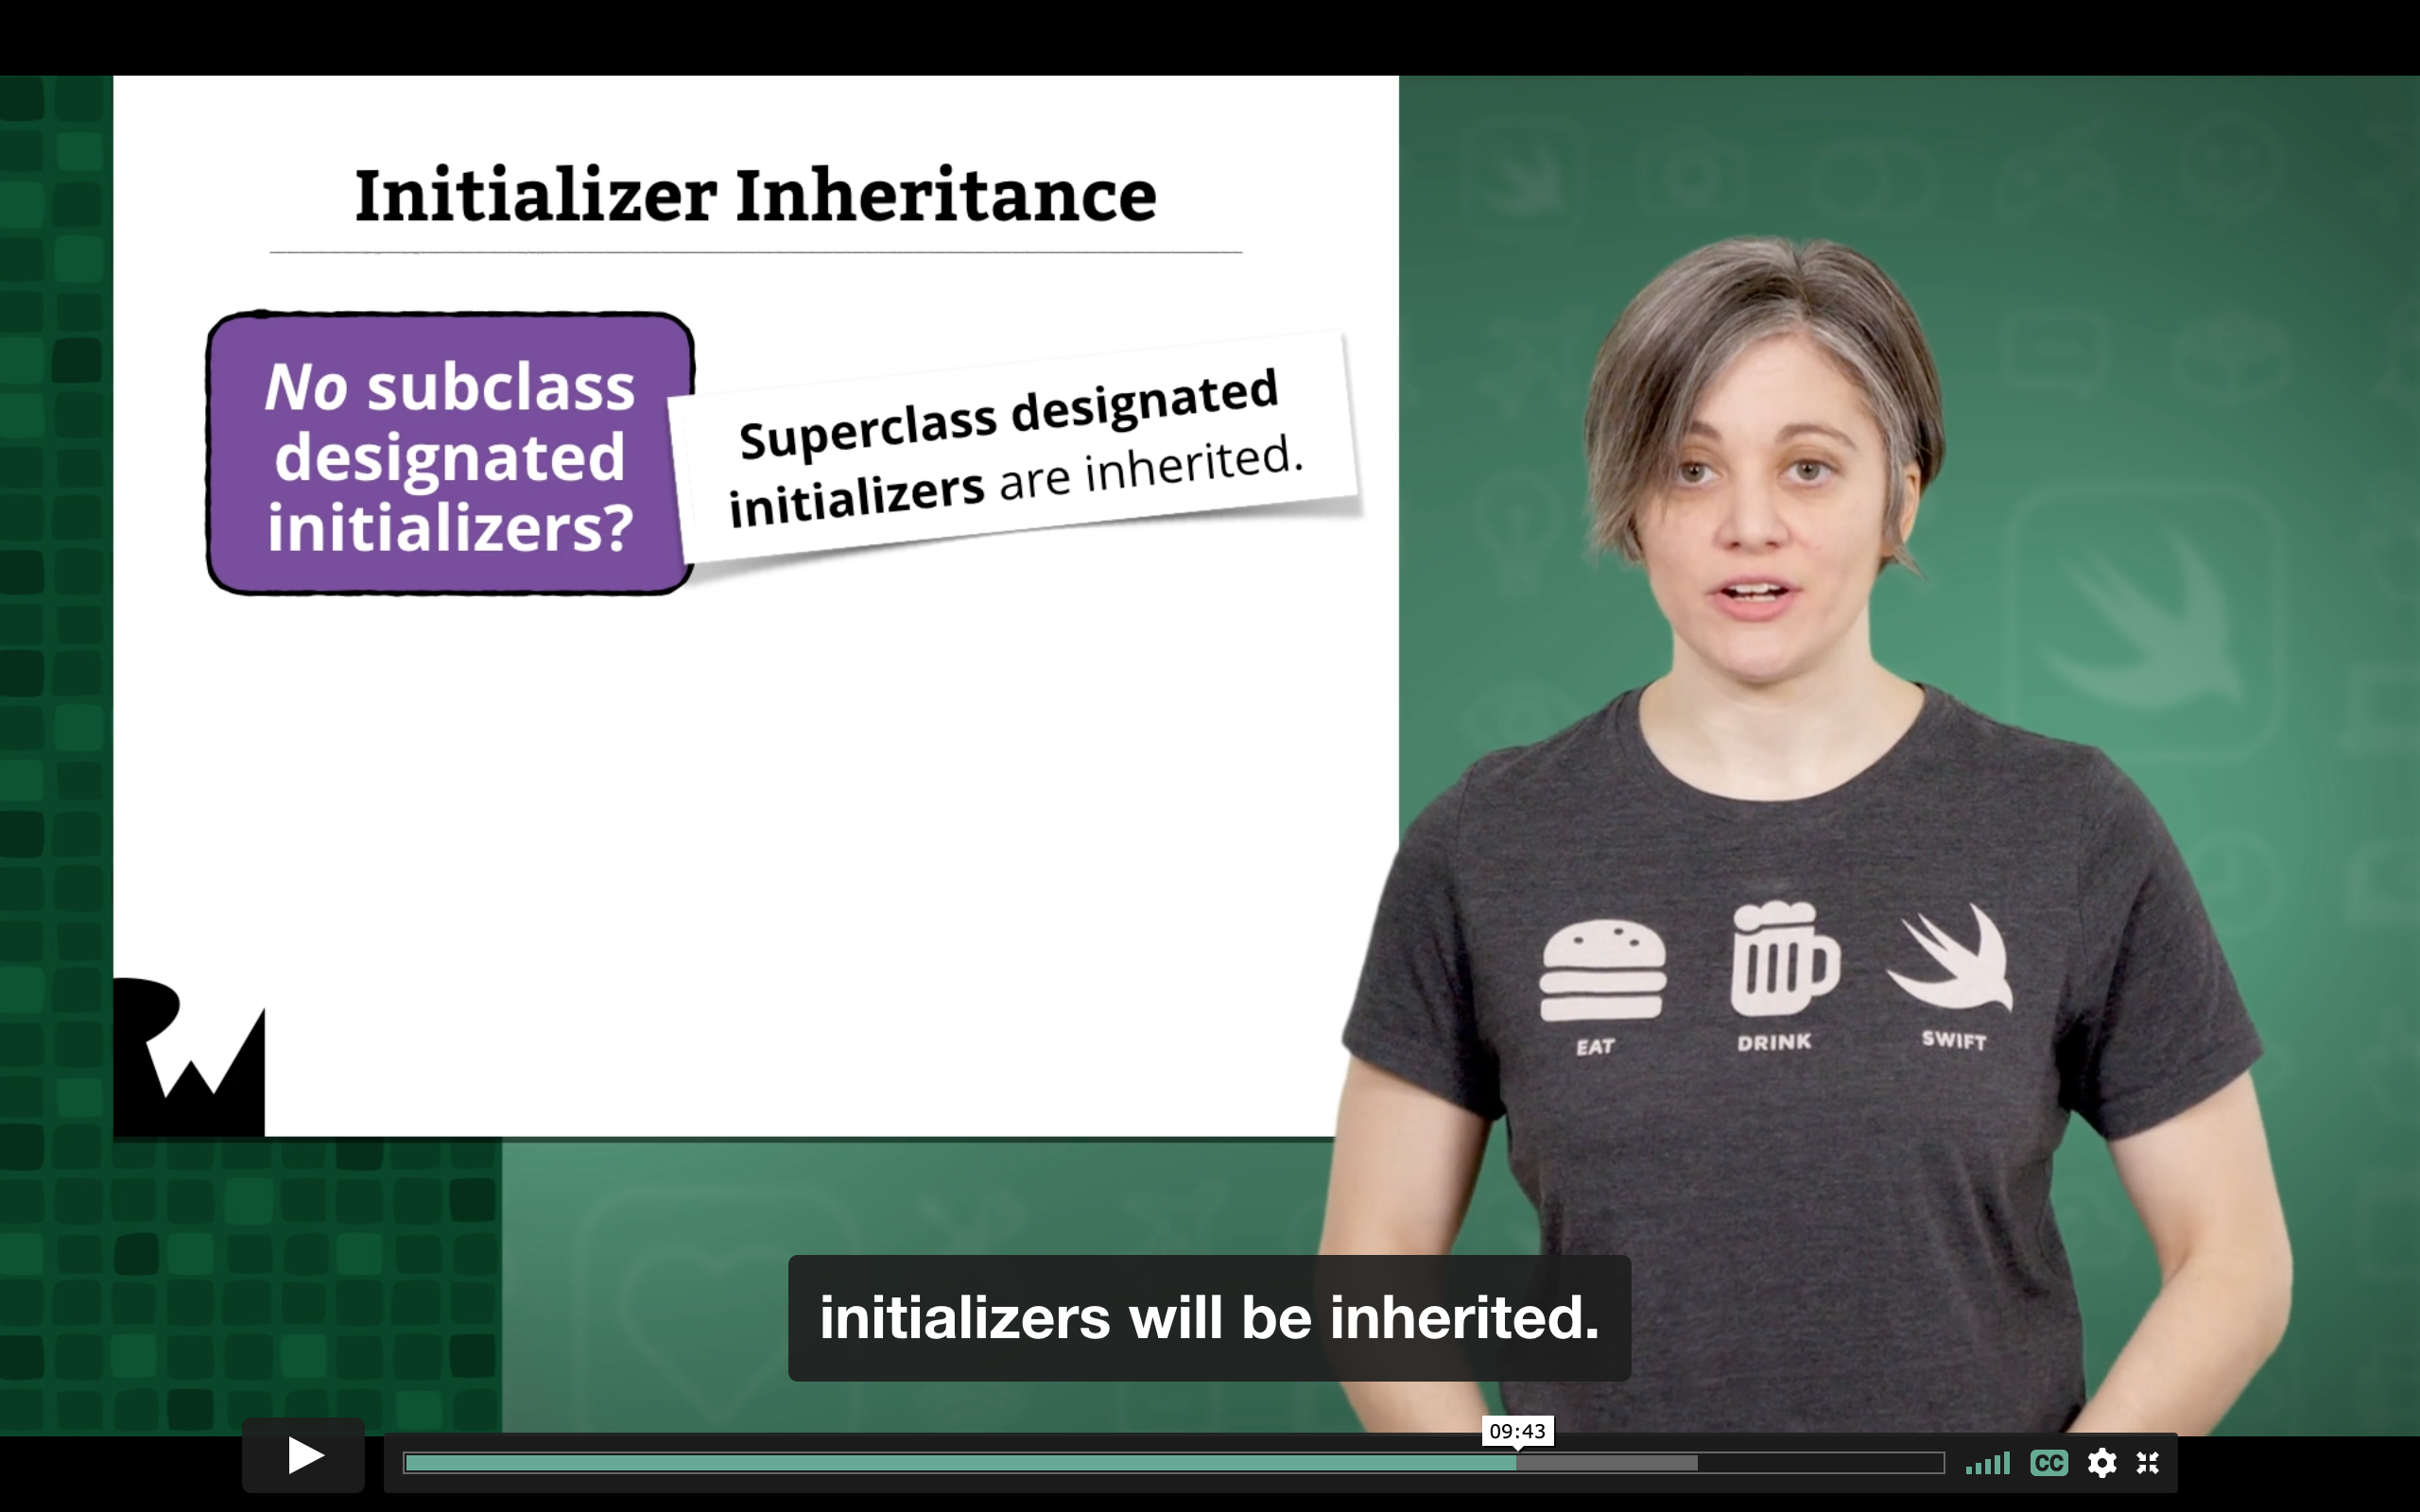 Initializer Inheritance
No subclass
designated
initializers?
Superclass designated
initializers are inherited.
RW
EAT
DRINK
SWIFT
initializers will be inherited.
09:43
CC